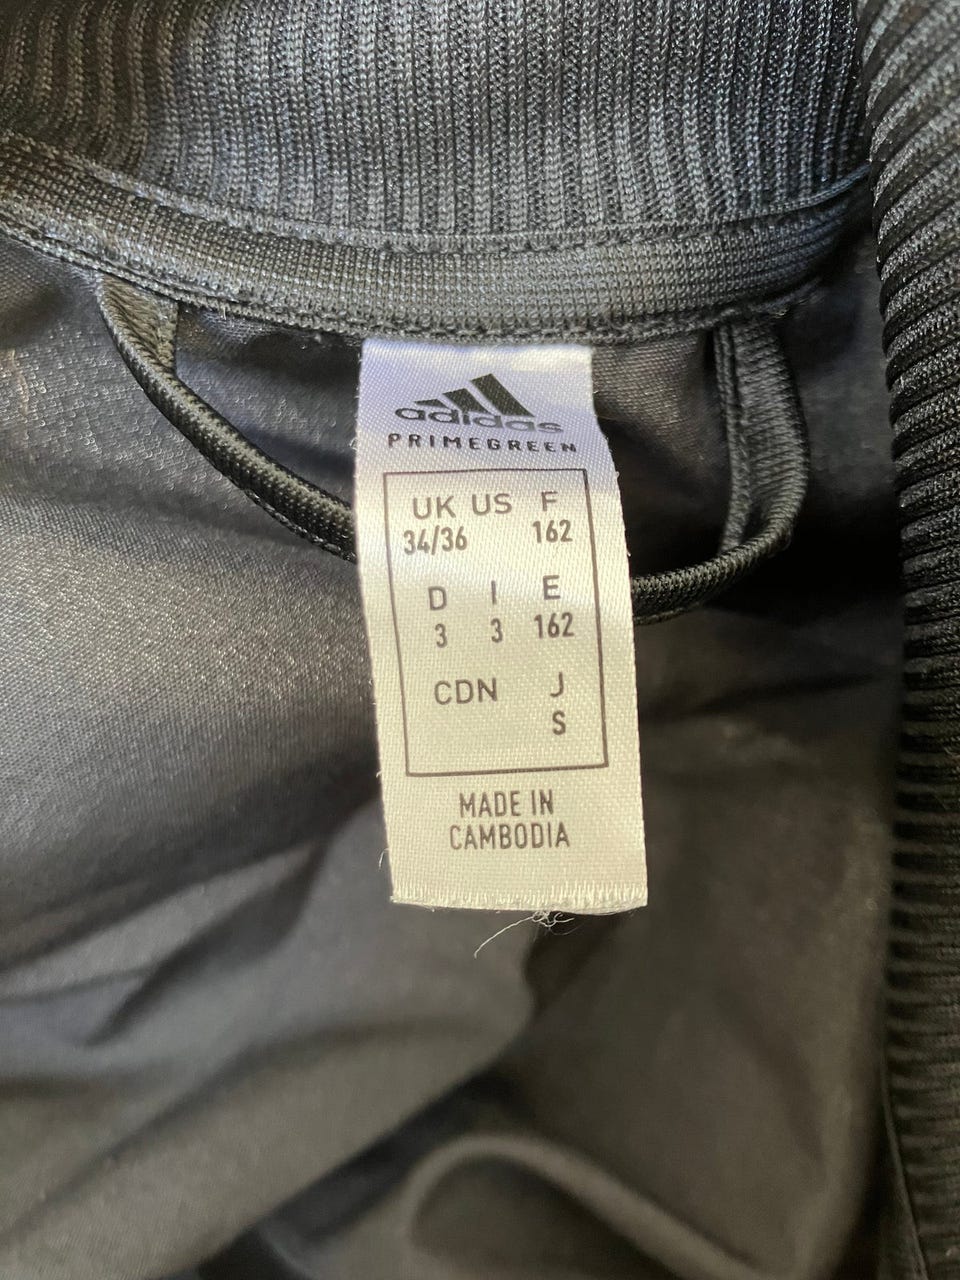 adidas
PRIMEGREEN
UK US F
34/36 162
D I E
3 3 162
CDN J
S
MADE IN
CAMBODIA